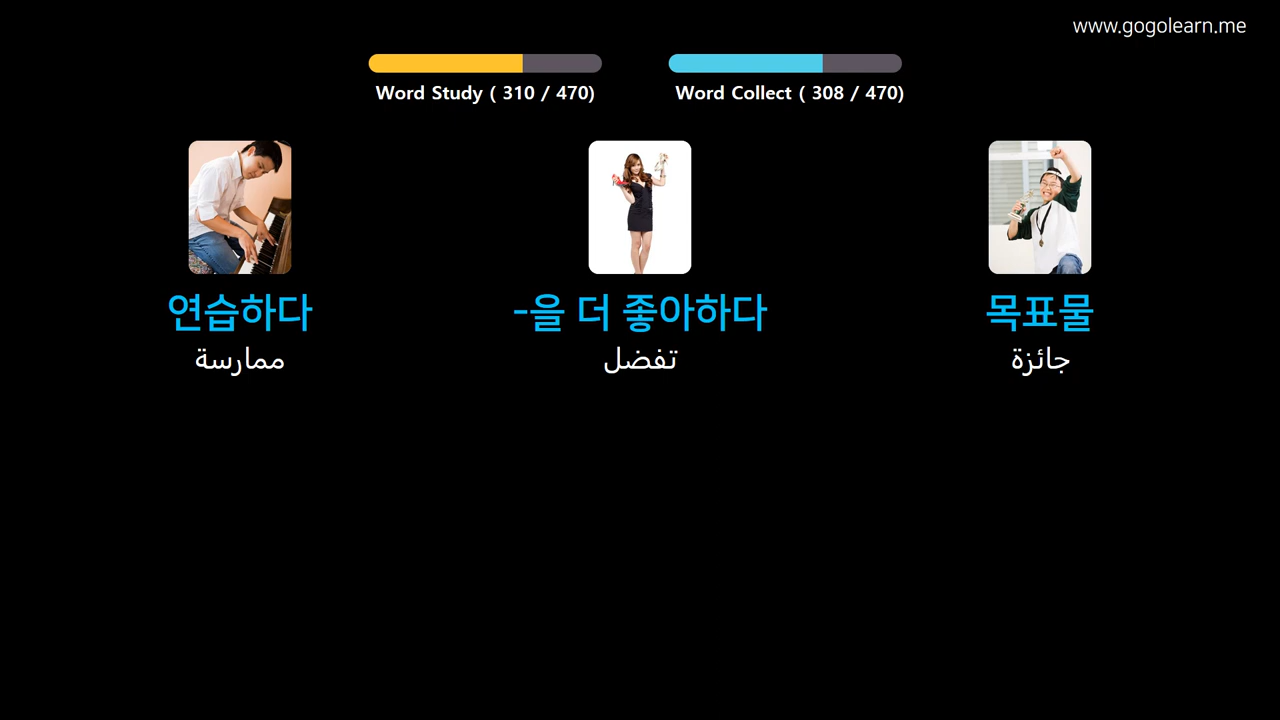 www.gogolearn.me
Word Study ( 310 / 470)
Word Collect ( 308 / 470)
연습하다
-을 더 좋아하다
목표물
ممارسة
تفضل
جائزة